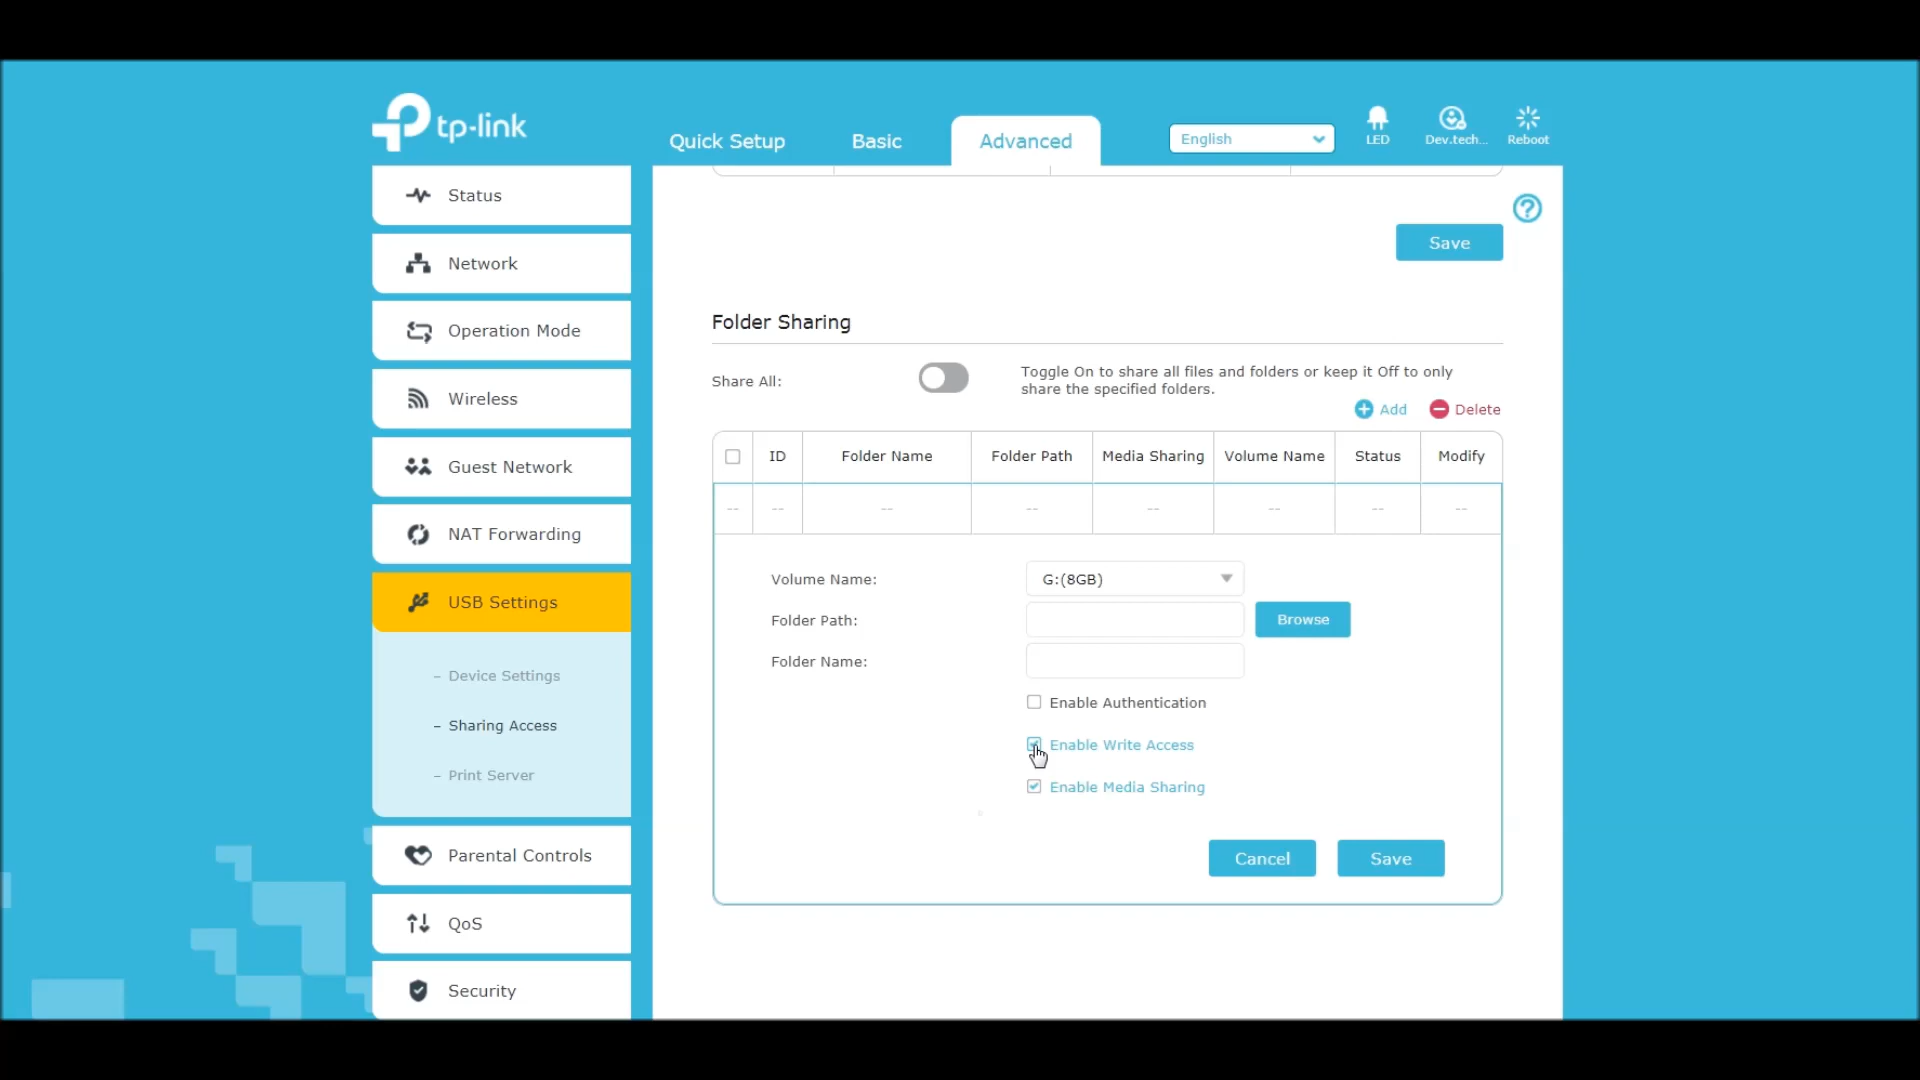 tp-link
Quick Setup
Basic
Advanced
English
LED
Dev.tech...
Reboot
Status
Network
Operation Mode
Wireless
Guest Network
NAT Forwarding
USB Settings
– Device Settings
– Sharing Access
– Print Server
Parental Controls
QoS
Security
?
Save
Folder Sharing
Share All:
Toggle On to share all files and folders or keep it Off to only
share the specified folders.
Add
Delete
ID Folder Name Folder Path Media Sharing Volume Name Status Modify
-- -- -- -- -- -- -- --
Volume Name: G:(8GB)
Folder Path: Browse
Folder Name:
Enable Authentication
Enable Write Access
Enable Media Sharing
Cancel Save